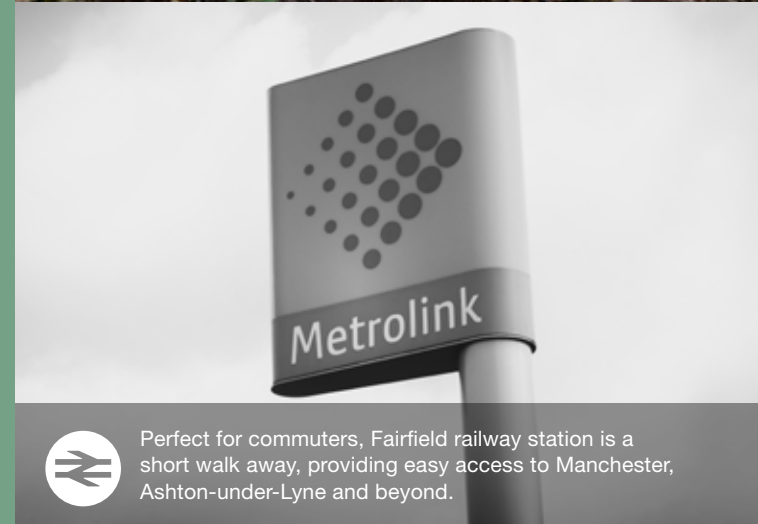 Metrolink
Perfect for commuters, Fairfield railway station is a
short walk away, providing easy access to Manchester,
Ashton-under-Lyne and beyond.